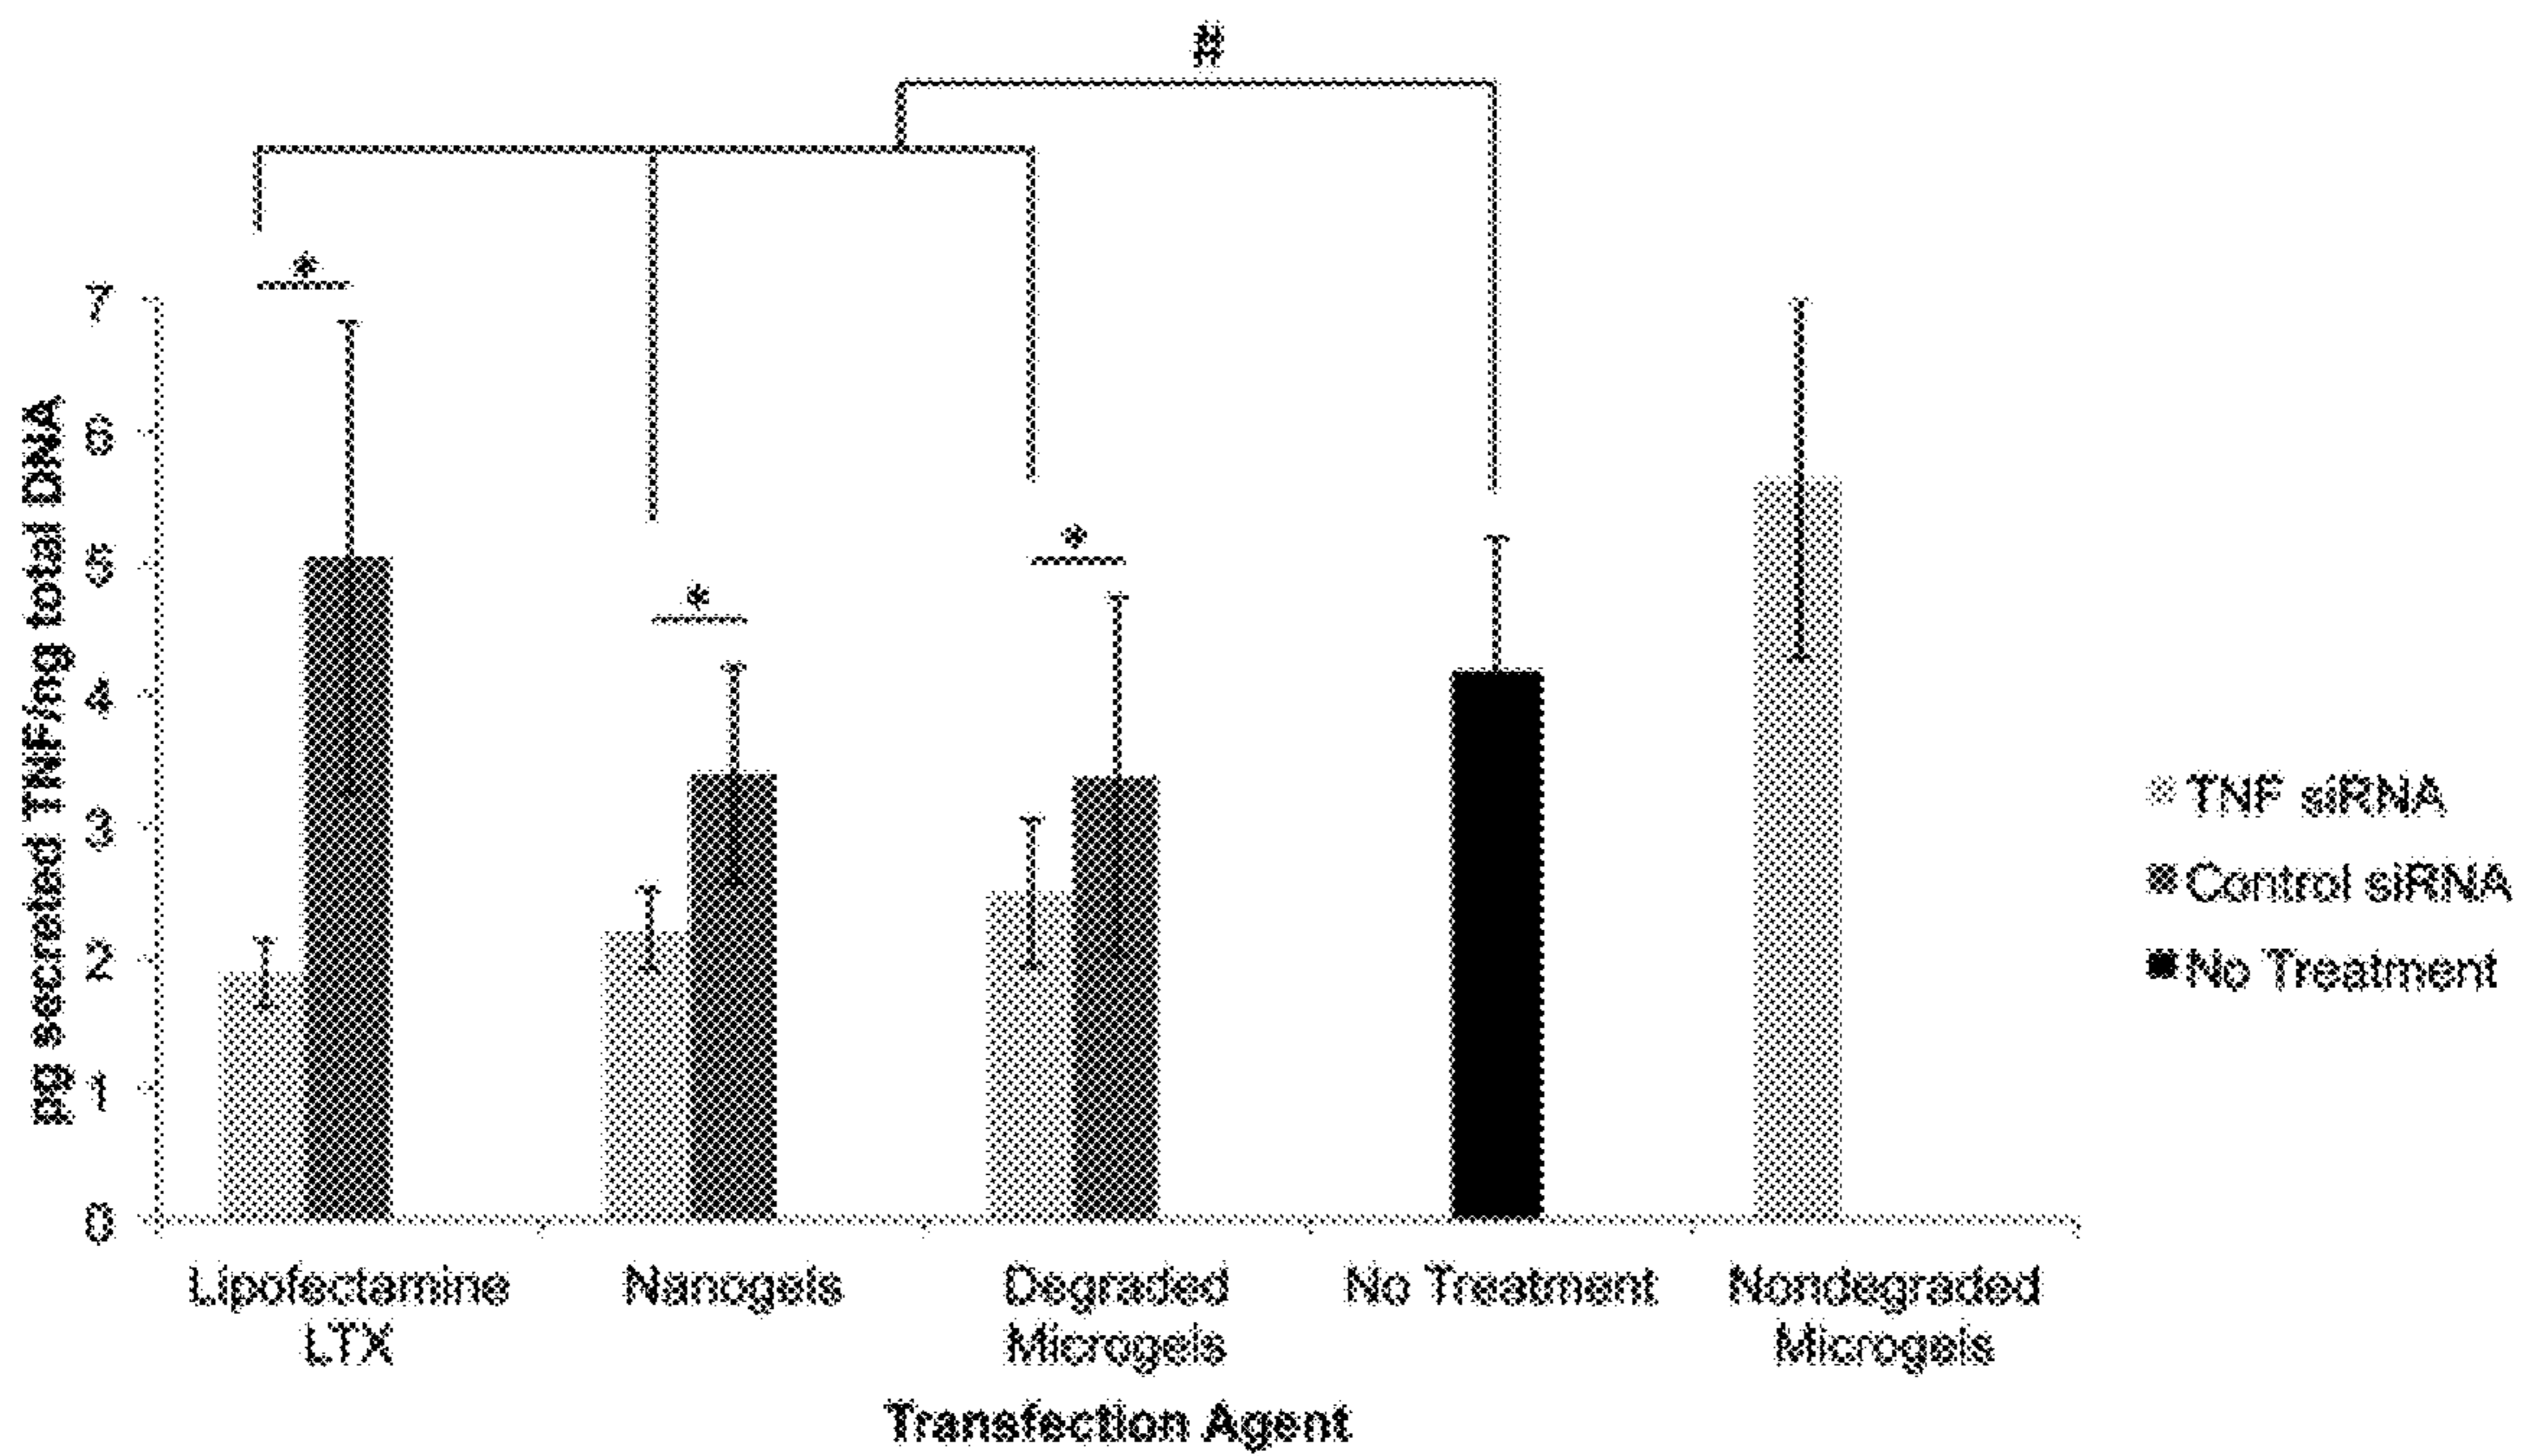 #
*
*
*
7
6
5
4
3
2
1
0
pg secreted TNF/ng total DNA
TNF siRNA
Control siRNA
No Treatment
Lipofectamine
LTX
Nanogels
Degraded
Microgels
No Treatment
Nondegraded
Microgels
Transfection Agent